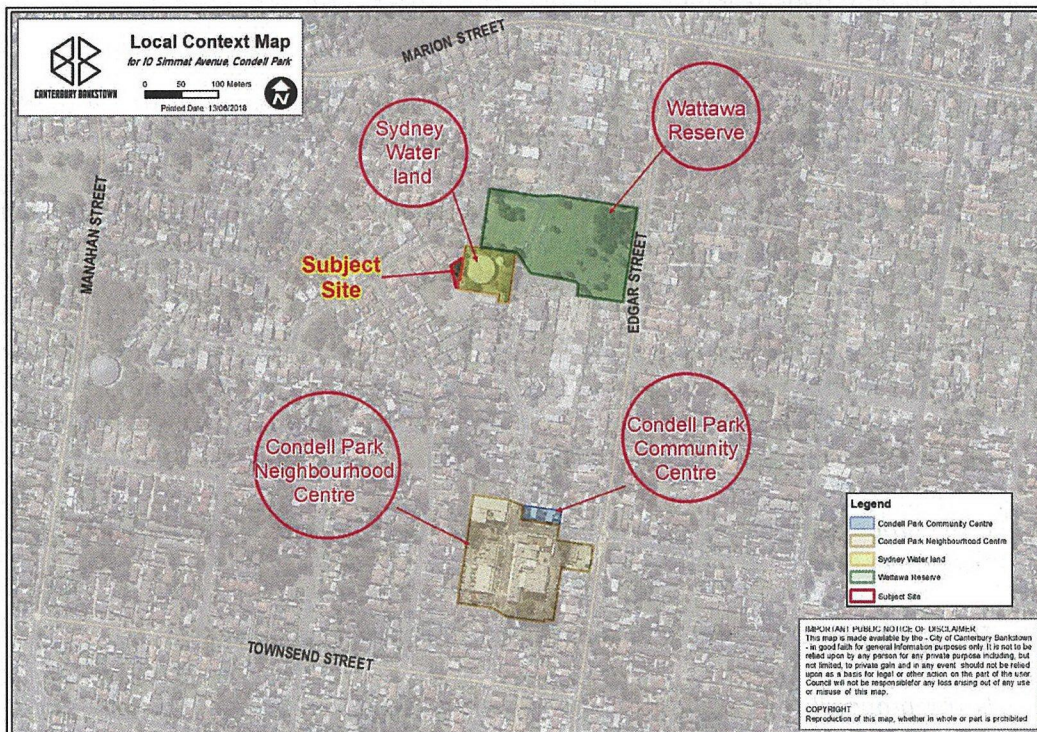 Local Context Map
for 10 Simmat Avenue, Condell Park
CANTERBURY BANKSTOWN
0 50 100 Meters
Printed Date: 13/06/2018
N
MARION STREET
Sydney
Water
land
Wattawa
Reserve
MANAHAN STREET
Subject
Site
EDGAR STREET
Condell Park
Neighbourhood
Centre
Condell Park
Community
Centre
TOWNSEND STREET
Legend
Condell Park Community Centre
Condell Park Neighbourhood Centre
Sydney Water land
Wattawa Reserve
Subject Site
IMPORTANT PUBLIC NOTICE OF DISCLAIMER
This map is made available by the - City of Canterbury Bankstown
- in good faith for general information purposes only. It is not to be
relied upon by any person for any private purpose including, but
not limited, to private gain and in any event should not be relied
upon as a basis for legal or other action on the part of the user.
Council will not be responsiblefor any loss arising out of any use
or misuse of this map.
COPYRIGHT
Reproduction of this map, whether in whole or part is prohibited